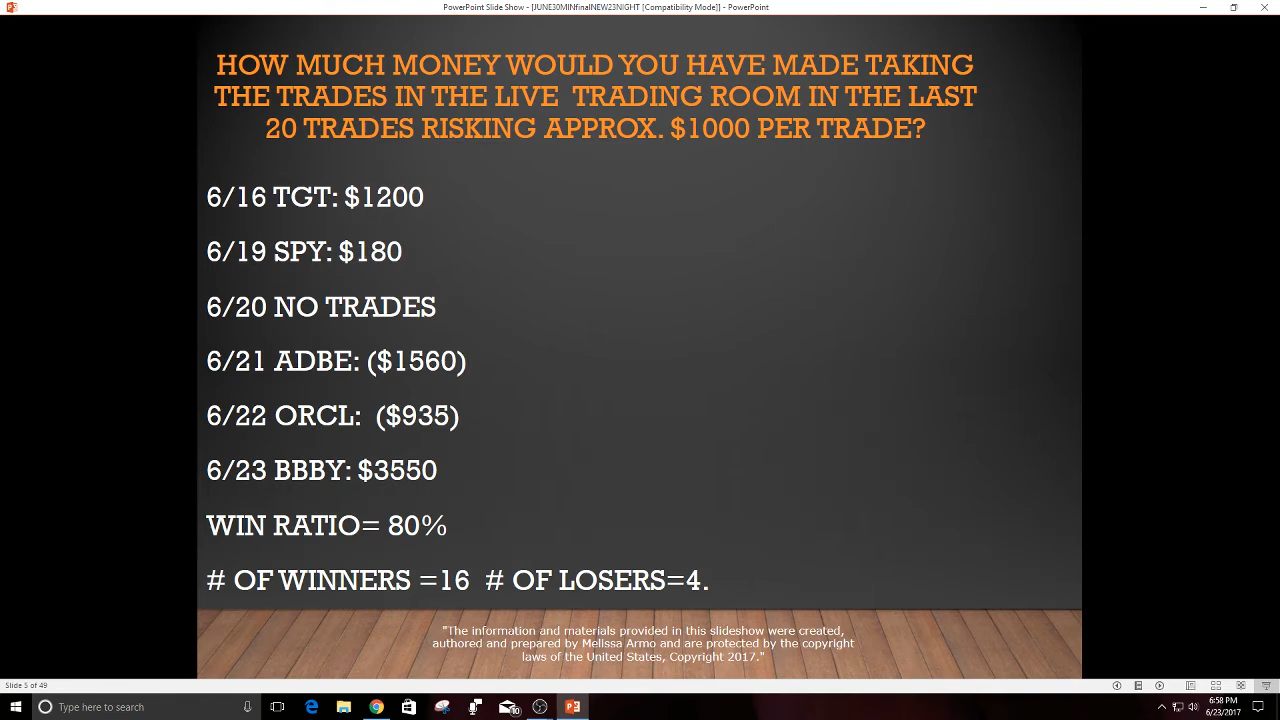 PowerPoint Slide Show - [JUNE30MINfinalNEW23NIGHT [Compatibility Mode]] - PowerPoint
HOW MUCH MONEY WOULD YOU HAVE MADE TAKING
THE TRADES IN THE LIVE TRADING ROOM IN THE LAST
20 TRADES RISKING APPROX. $1000 PER TRADE?
6/16 TGT: $1200
6/19 SPY: $180
6/20 NO TRADES
6/21 ADBE: ($1560)
6/22 ORCL: ($935)
6/23 BBBY: $3550
WIN RATIO= 80%
# OF WINNERS =16 # OF LOSERS=4.
"The information and materials provided in this slideshow were created,
authored and prepared by Melissa Armo and are protected by the copyright
laws of the United States, Copyright 2017."
Slide 5 of 49
Type here to search
10
6:58 PM
6/23/2017